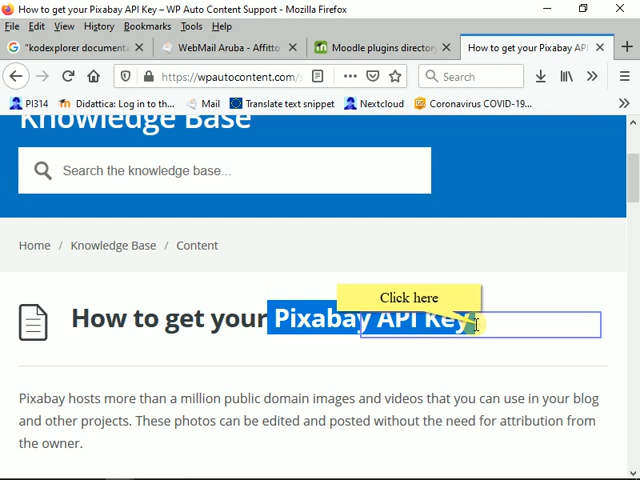 How to get your Pixabay API Key – WP Auto Content Support - Mozilla Firefox
File Edit View History Bookmarks Tools Help
"kodexplorer documenta
WebMail Aruba - Affitto
Moodle plugins director
How to get your Pixabay API
https://wpautocontent.com/s
Search
PI314
Didattica: Log in to th...
Mail
Translate text snippet
Nextcloud
Coronavirus COVID-19...
Knowledge Base
Search the knowledge base...
Home / Knowledge Base / Content
Click here
How to get your Pixabay API Key
Pixabay hosts more than a million public domain images and videos that you can use in your blog
and other projects. These photos can be edited and posted without the need for attribution from
the owner.